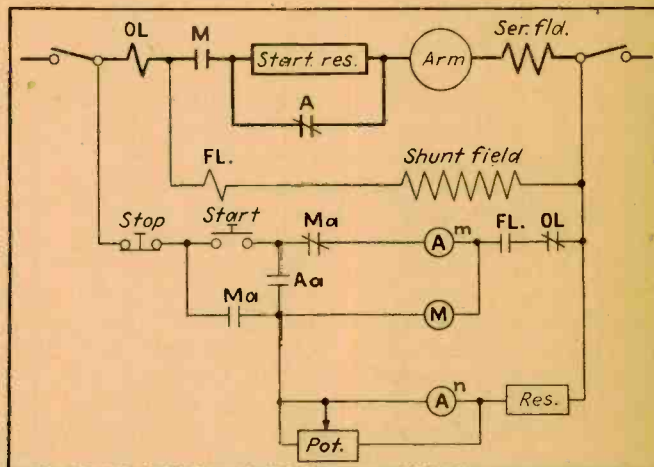 OL
M
Start. res.
Arm
Ser. fld.
A
FL.
Shunt field
Stop
Start
Ma
A m
FL.
OL
Aa
Ma
M
A n
Res.
Pot.